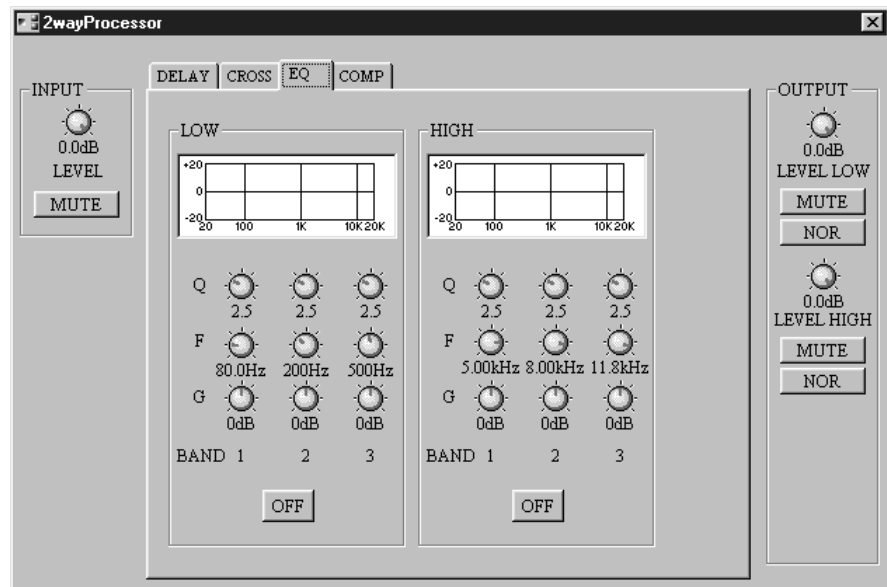 2wayProcessor
INPUT
0.0dB
LEVEL
MUTE
DELAY CROSS EQ COMP
LOW
+20
0
-20
20 100 1K 10K 20K
Q
2.5 2.5 2.5
F
80.0Hz 200Hz 500Hz
G
0dB 0dB 0dB
BAND 1 2 3
OFF
HIGH
+20
0
-20
20 100 1K 10K 20K
Q
2.5 2.5 2.5
F
5.00kHz 8.00kHz 11.8kHz
G
0dB 0dB 0dB
BAND 1 2 3
OFF
OUTPUT
0.0dB
LEVEL LOW
MUTE
NOR
0.0dB
LEVEL HIGH
MUTE
NOR